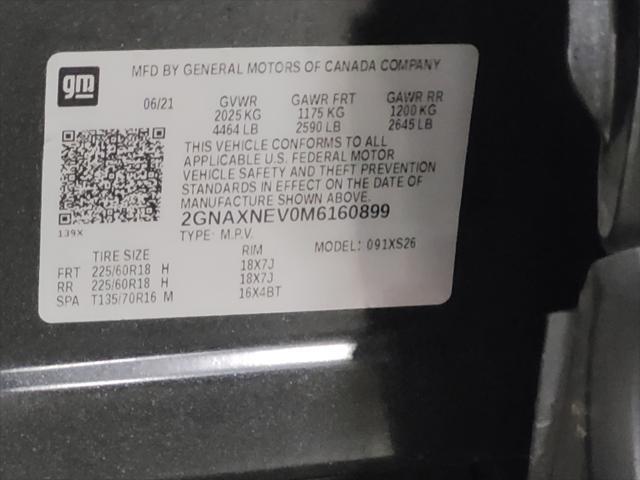 gm
MFD BY GENERAL MOTORS OF CANADA COMPANY
06/21 GVWR GAWR FRT GAWR RR
2025 KG 1175 KG 1200 KG
4464 LB 2590 LB 2645 LB
THIS VEHICLE CONFORMS TO ALL
APPLICABLE U.S. FEDERAL MOTOR
VEHICLE SAFETY AND THEFT PREVENTION
STANDARDS IN EFFECT ON THE DATE OF
MANUFACTURE SHOWN ABOVE.
2GNAXNEV0M6160899
139X
TYPE: M.P.V. MODEL: 091XS26
TIRE SIZE RIM
FRT 225/60R18 H 18X7J
RR 225/60R18 H 18X7J
SPA T135/70R16 M 16X4BT